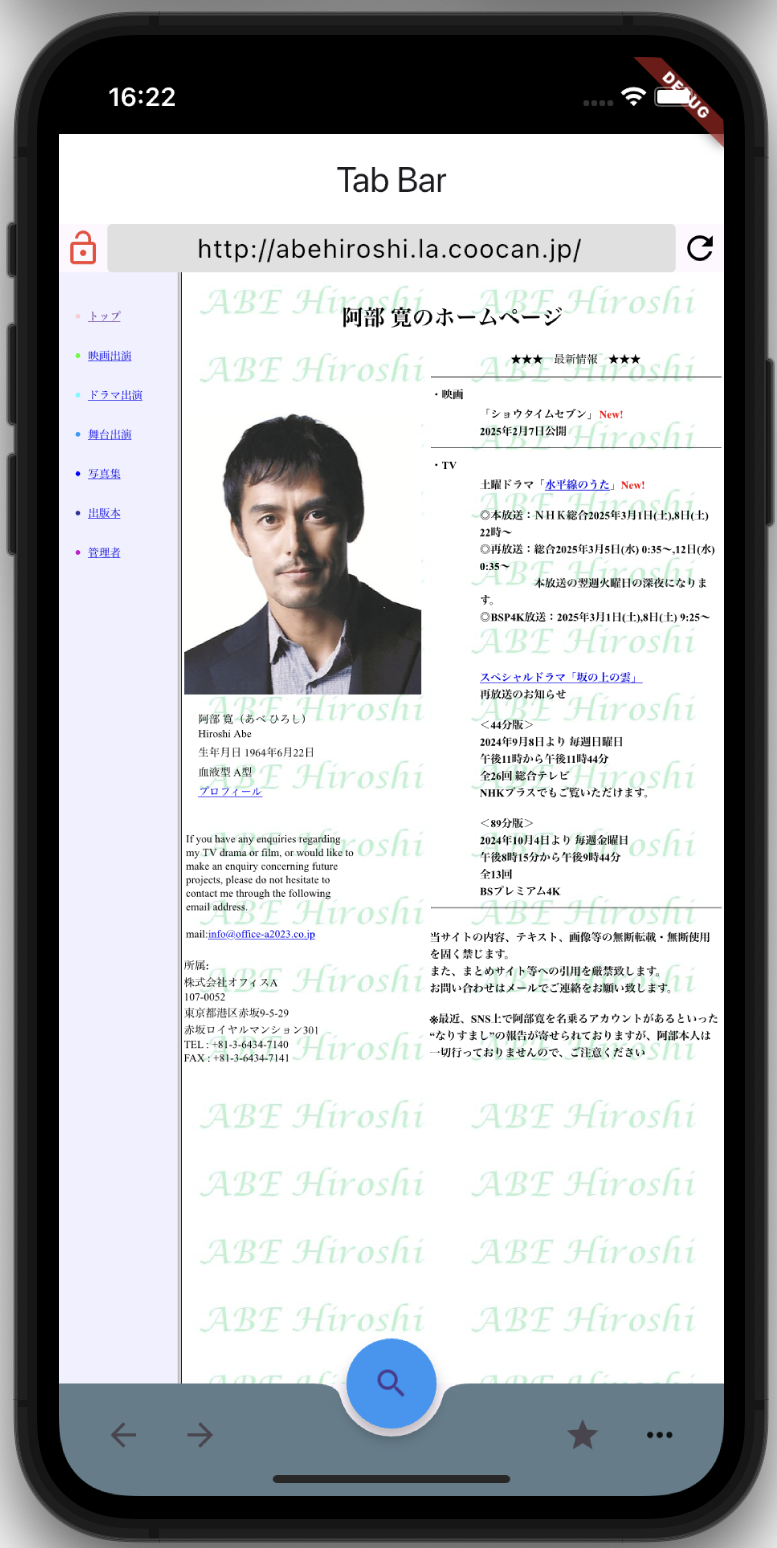 16:22
DEBUG
Tab Bar
http://abehiroshi.la.coocan.jp/
トップ
映画出演
ドラマ出演
舞台出演
写真集
出版本
管理者
阿部 寛のホームページ
阿部 寛（あべ ひろし）
Hiroshi Abe
生年月日 1964年6月22日
血液型 A型
プロフィール
If you have any enquiries regarding
my TV drama or film, or would like to
make an enquiry concerning future
projects, please do not hesitate to
contact me through the following
email address.
mail:info@office-a2023.co.jp
所属:
株式会社オフィスA
107-0052
東京都港区赤坂9-5-29
赤坂ロイヤルマンション301
TEL : +81-3-6434-7140
FAX : +81-3-6434-7141
★★★ 最新情報 ★★★
・映画
「ショウタイムセブン」New!
2025年2月7日公開
・TV
土曜ドラマ「水平線のうた」New!
◎本放送：ＮＨＫ総合2025年3月1日(土),8日(土)
22時〜
◎再放送：総合2025年3月5日(水) 0:35〜,12日(水)
0:35〜
本放送の翌週火曜日の深夜になりま
す。
◎BSP4K放送：2025年3月1日(土),8日(土) 9:25〜
スペシャルドラマ「坂の上の雲」
再放送のお知らせ
＜44分版＞
2024年9月8日より 毎週日曜日
午後11時から午後11時44分
全26回 総合テレビ
NHKプラスでもご覧いただけます。
＜89分版＞
2024年10月4日より 毎週金曜日
午後8時15分から午後9時44分
全13回
BSプレミアム4K
当サイトの内容、テキスト、画像等の無断転載・無断使用
を固く禁じます。
また、まとめサイト等への引用を厳禁致します。
お問い合わせはメールでご連絡をお願い致します。
※最近、SNS上で阿部寛を名乗るアカウントがあるといった
“なりすまし”の報告が寄せられておりますが、阿部本人は
一切行っておりませんので、ご注意ください
ABE Hiroshi ABE Hiroshi
ABE Hiroshi ABE Hiroshi
ABE Hiroshi ABE Hiroshi
ABE Hiroshi ABE Hiroshi